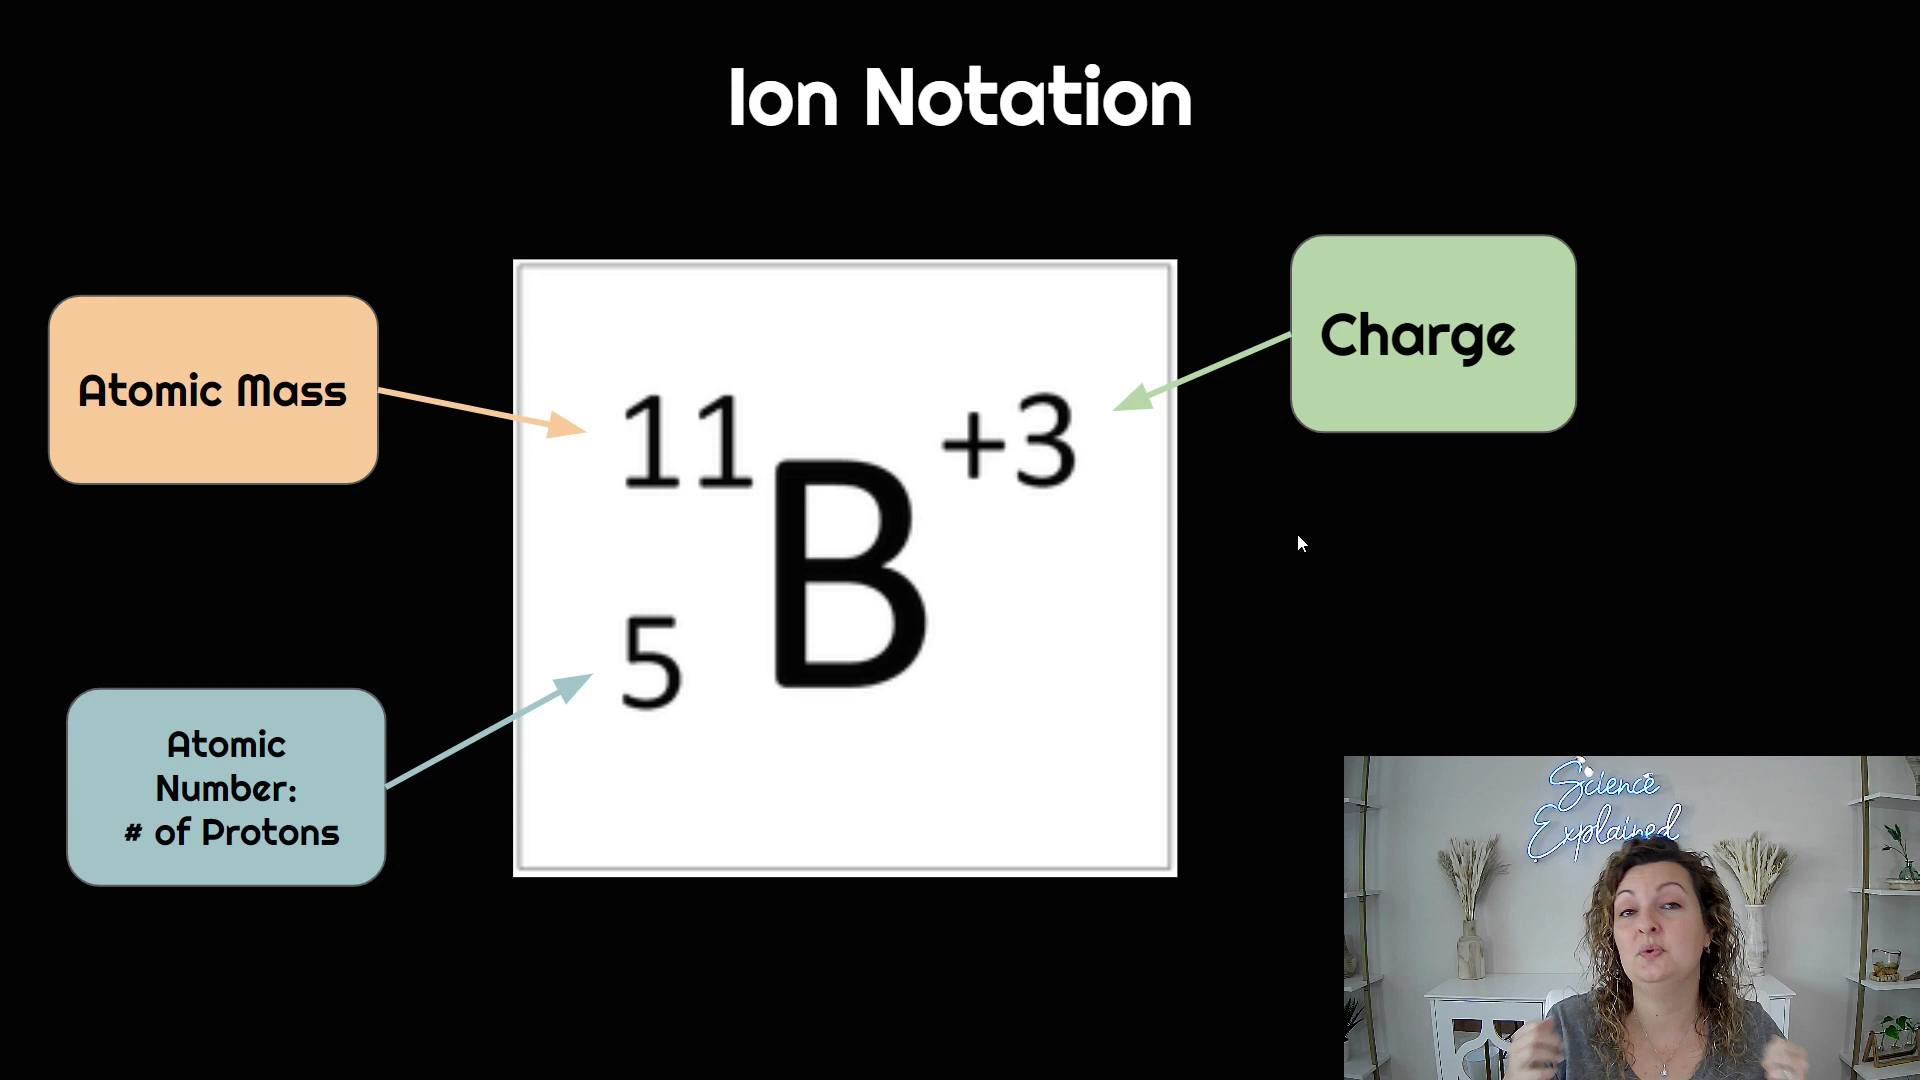 Ion Notation
Atomic Mass
Charge
11
B
+3
5
Atomic
Number:
# of Protons
Science
Explained